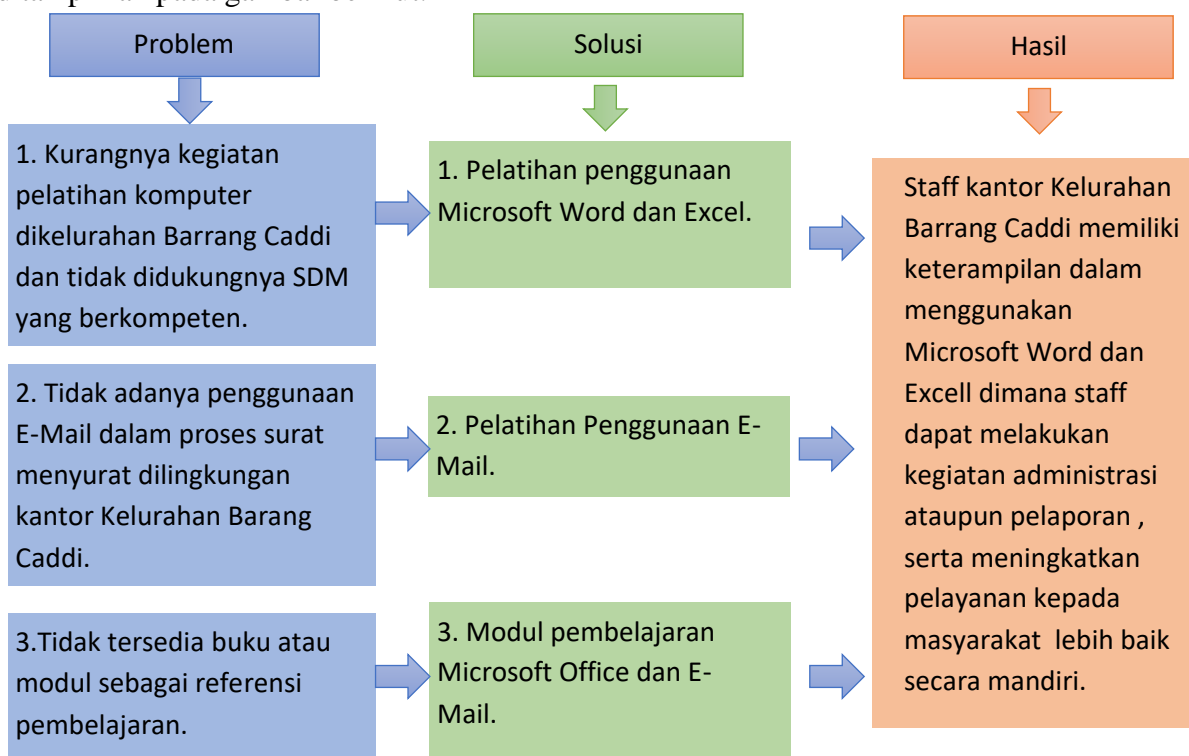 Problem
Solusi
Hasil
1. Kurangnya kegiatan
pelatihan komputer
dikelurahan Barrang Caddi
dan tidak didukungnya SDM
yang berkompeten.
1. Pelatihan penggunaan
Microsoft Word dan Excel.
2. Tidak adanya penggunaan
E-Mail dalam proses surat
menyurat dilingkungan
kantor Kelurahan Barang
Caddi.
2. Pelatihan Penggunaan E-
Mail.
3.Tidak tersedia buku atau
modul sebagai referensi
pembelajaran.
3. Modul pembelajaran
Microsoft Office dan E-
Mail.
Staff kantor Kelurahan
Barrang Caddi memiliki
keterampilan dalam
menggunakan
Microsoft Word dan
Excell dimana staff
dapat melakukan
kegiatan administrasi
ataupun pelaporan ,
serta meningkatkan
pelayanan kepada
masyarakat  lebih baik
secara mandiri.